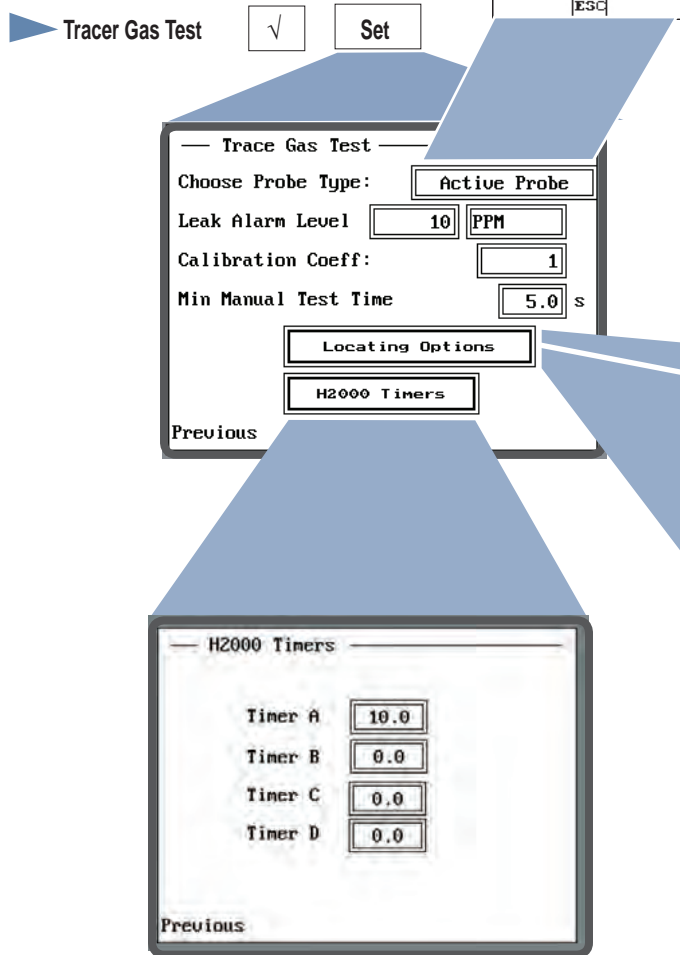 ESC
Tracer Gas Test √ Set
Trace Gas Test
Choose Probe Type: Active Probe
Leak Alarm Level 10 PPM
Calibration Coeff: 1
Min Manual Test Time 5.0 s
Locating Options
H2000 Timers
Previous
H2000 Timers
Timer A 10.0
Timer B 0.0
Timer C 0.0
Timer D 0.0
Previous